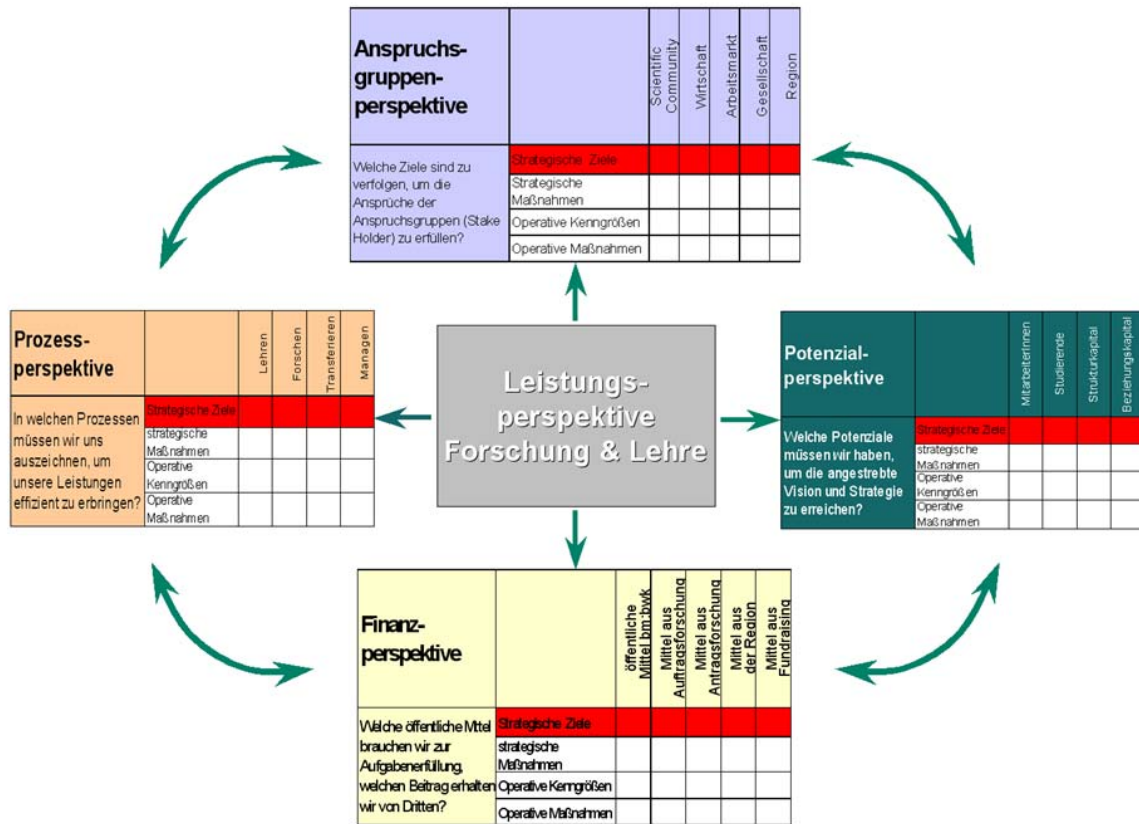 Anspruchs-
gruppen-
perspektive
Scientific
Community
Wirtschaft
Arbeitsmarkt
Gesellschaft
Region
Welche Ziele sind zu
verfolgen, um die
Ansprüche der
Anspruchsgruppen (Stake
Holder) zu erfüllen?
Strategische Ziele
Strategische
Maßnahmen
Operative Kenngrößen
Operative Maßnahmen
Prozess-
perspektive
Lehren
Forschen
Transferieren
Managen
In welchen Prozessen
müssen wir uns
auszeichnen, um
unsere Leistungen
effizient zu erbringen?
Strategische Ziele
strategische
Maßnahmen
Operative
Kenngrößen
Operative
Maßnahmen
Leistungs-
perspektive
Forschung & Lehre
Potenzial-
perspektive
MitarbeiterInnen
Studierende
Strukturkapital
Beziehungskapital
Welche Potenziale
müssen wir haben,
um die angestrebte
Vision und Strategie
zu erreichen?
Strategische Ziele
strategische
Maßnahmen
Operative
Kenngrößen
Operative
Maßnahmen
Finanz-
perspektive
öffentliche
Mittel bm:bwk
Mittel aus
Auftragsforschung
Mittel aus
Antragsforschung
Mittel aus
der Region
Mittel aus
Fundraising
Welche öffentliche Mittel
brauchen wir zur
Aufgabenerfüllung,
welchen Beitrag erhalten
wir von Dritten?
Strategische Ziele
strategische
Maßnahmen
Operative Kenngrößen
Operative Maßnahmen